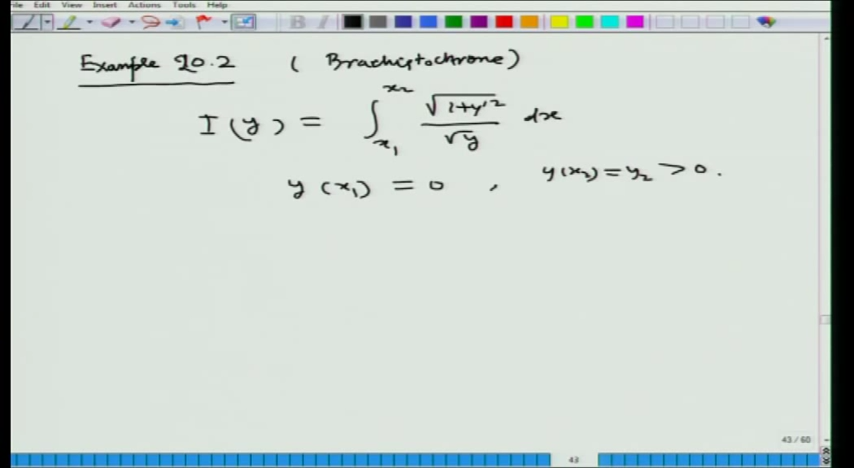 File Edit View Insert Actions Tools Help
Example 20.2 (Brachistochrone)
I(y) = ∫_{x₁}^{x₂} √(1+y'²)/√y dx
y(x₁) = 0 , y(x₂) = y₂ > 0.
43/60
43